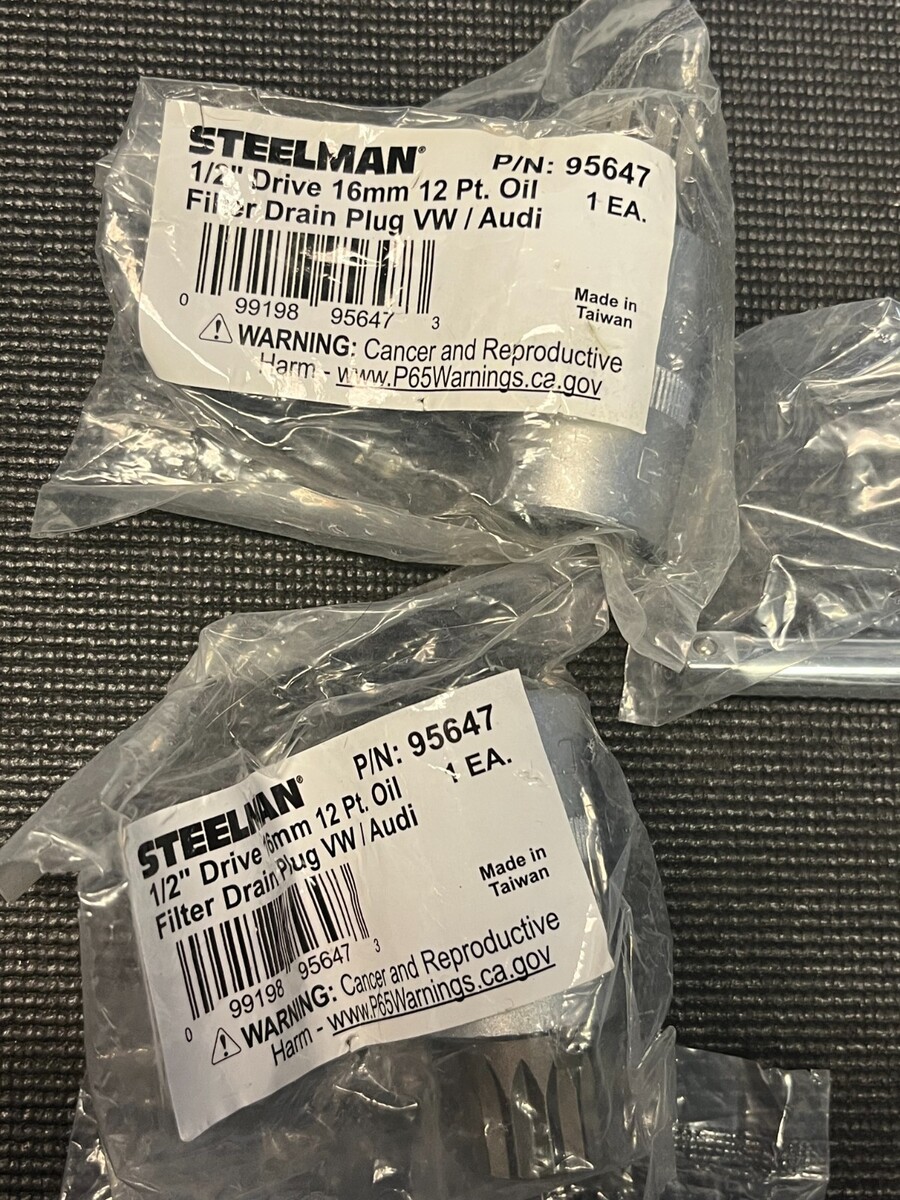 STEELMAN®
P/N: 95647
1/2" Drive 16mm 12 Pt. Oil
1 EA.
Filter Drain Plug VW / Audi
0 99198 95647 3
Made in
Taiwan
WARNING: Cancer and Reproductive
Harm - www.P65Warnings.ca.gov
STEELMAN®
P/N: 95647
1/2" Drive 16mm 12 Pt. Oil
1 EA.
Filter Drain Plug VW / Audi
0 99198 95647 3
Made in
Taiwan
WARNING: Cancer and Reproductive
Harm - www.P65Warnings.ca.gov